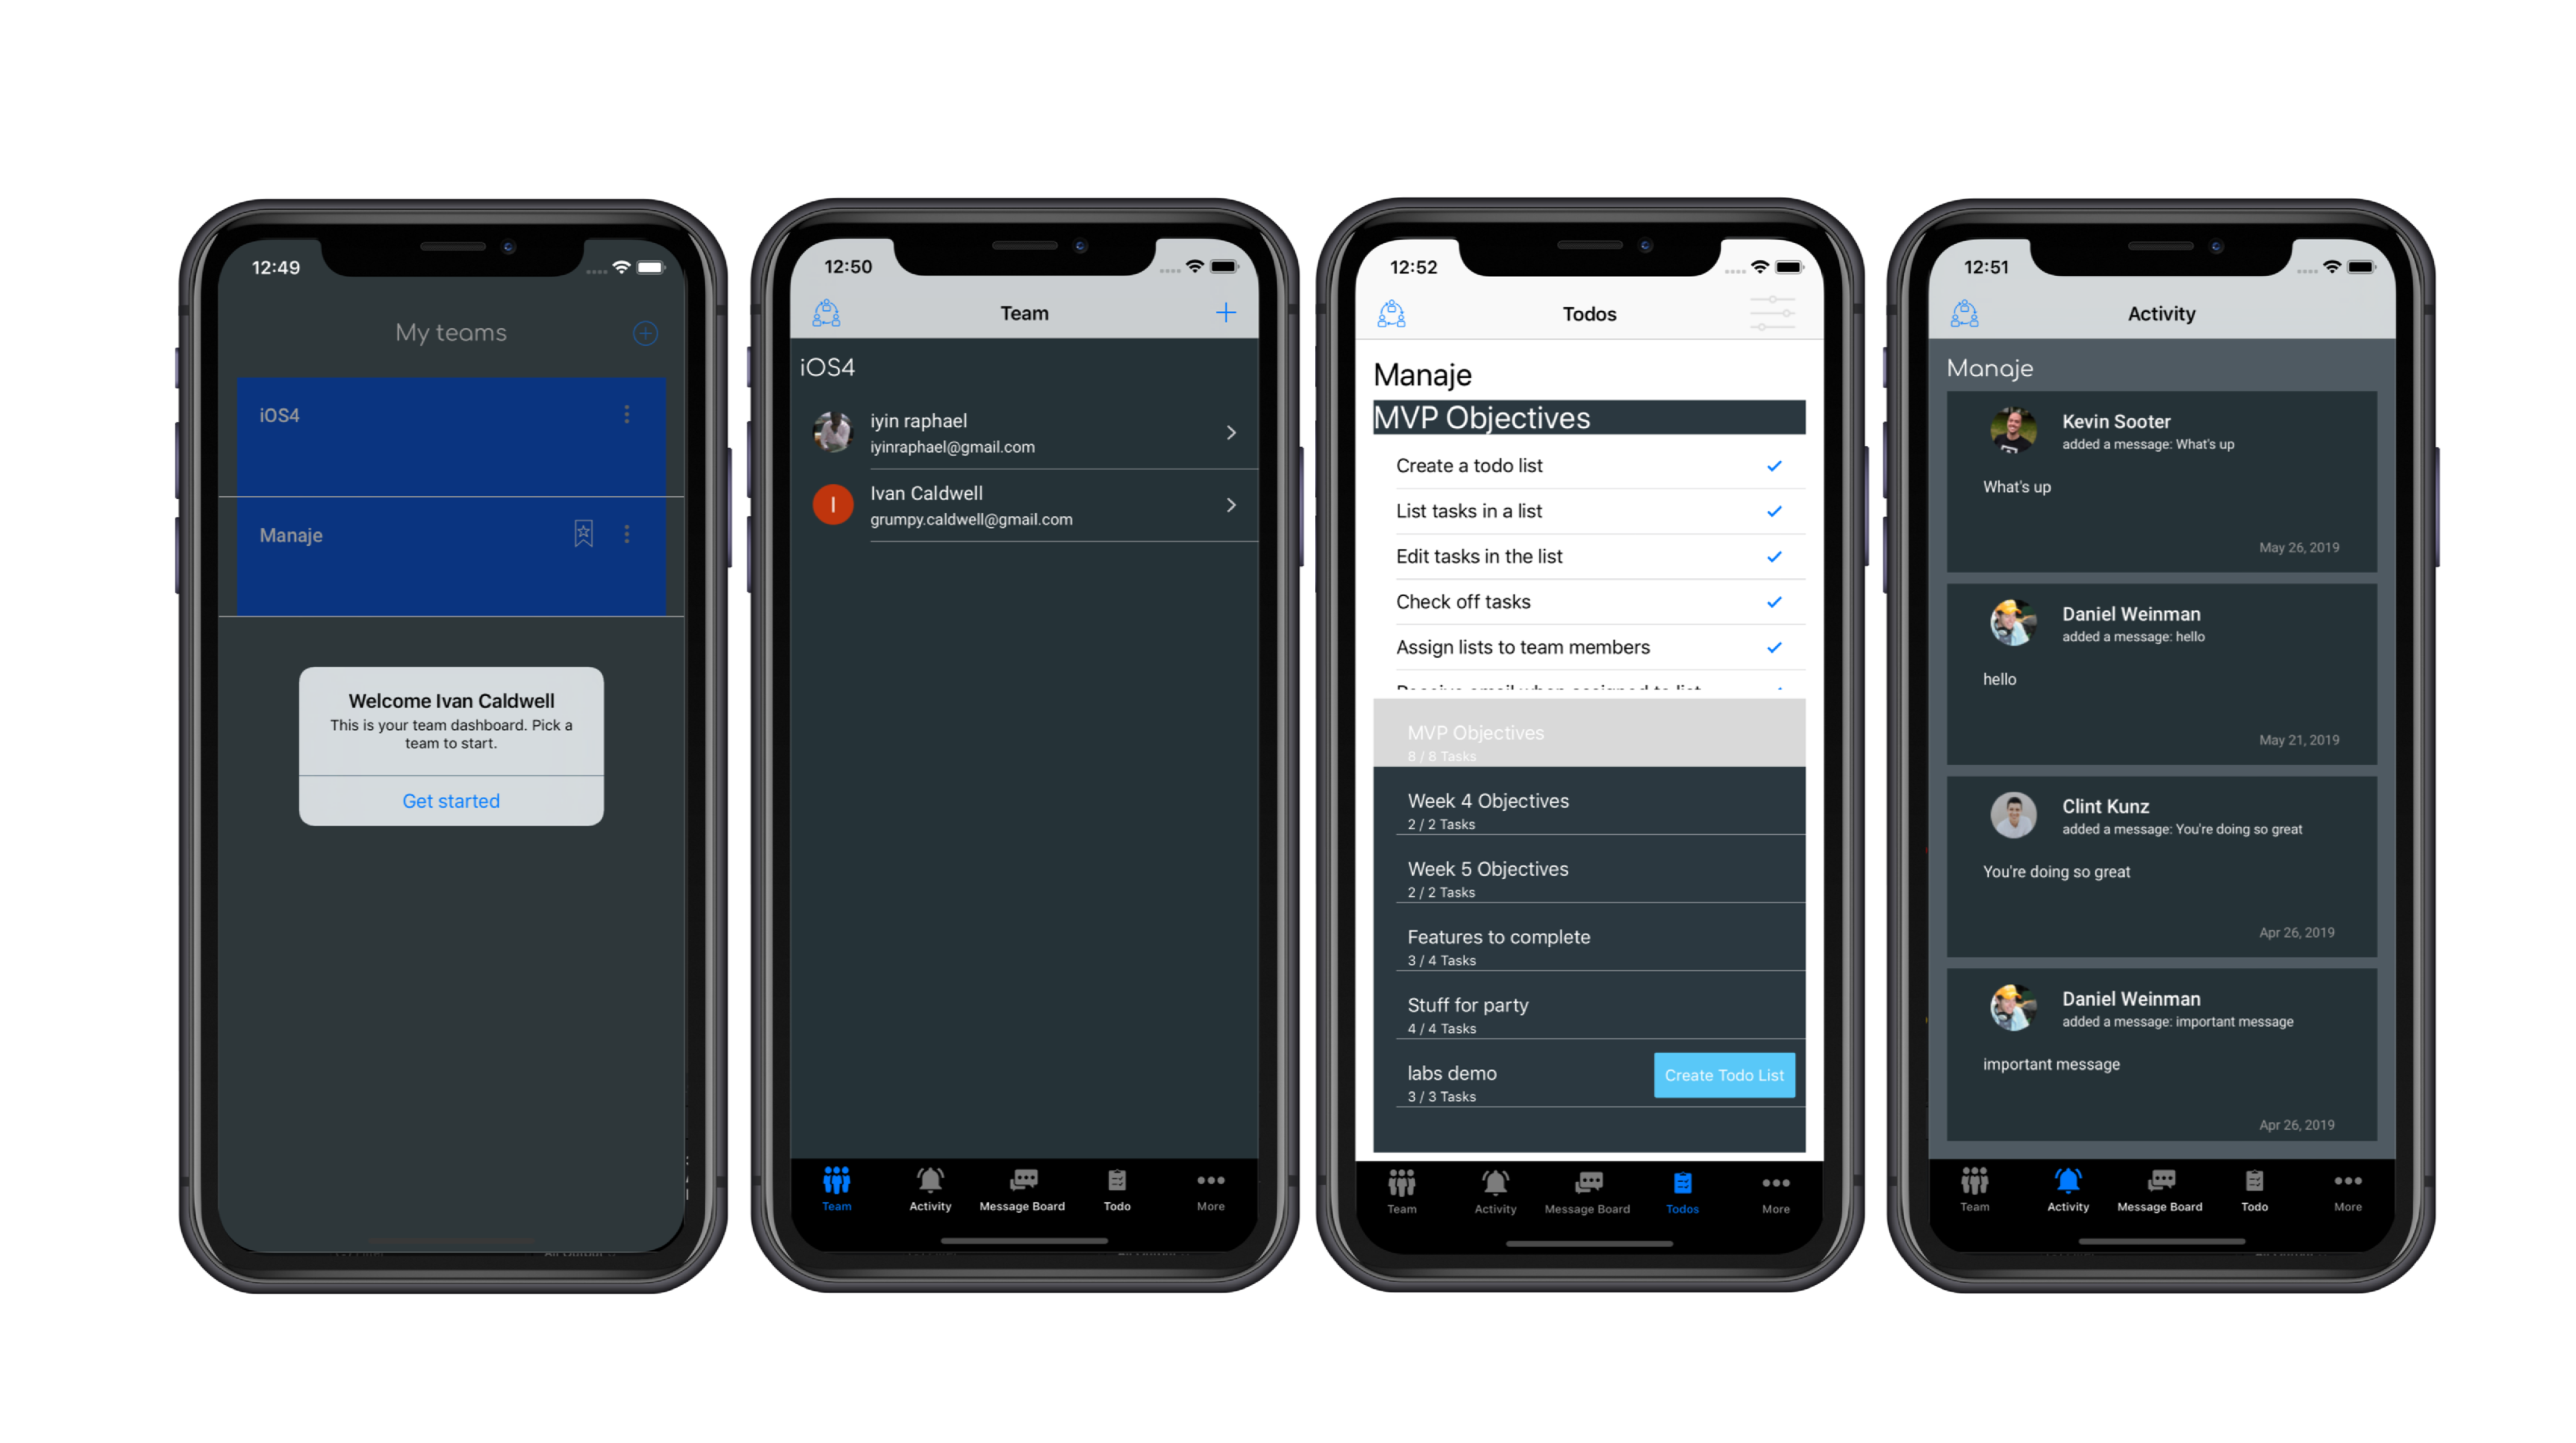 12:49
My teams
iOS4
Manaje
Welcome Ivan Caldwell
This is your team dashboard. Pick a
team to start.
Get started
12:50
Team
iOS4
iyin raphael
iyinraphael@gmail.com
I
Ivan Caldwell
grumpy.caldwell@gmail.com
Team
Activity
Message Board
Todo
More
12:52
Todos
Manaje
MVP Objectives
Create a todo list
List tasks in a list
Edit tasks in the list
Check off tasks
Assign lists to team members
Receive email when assigned to list
MVP Objectives
8 / 8 Tasks
Week 4 Objectives
2 / 2 Tasks
Week 5 Objectives
2 / 2 Tasks
Features to complete
3 / 4 Tasks
Stuff for party
4 / 4 Tasks
labs demo
3 / 3 Tasks
Create Todo List
Team
Activity
Message Board
Todos
More
12:51
Activity
Manaje
Kevin Sooter
added a message: What's up
What's up
May 26, 2019
Daniel Weinman
added a message: hello
hello
May 21, 2019
Clint Kunz
added a message: You're doing so great
You're doing so great
Apr 26, 2019
Daniel Weinman
added a message: important message
important message
Apr 26, 2019
Team
Activity
Message Board
Todo
More